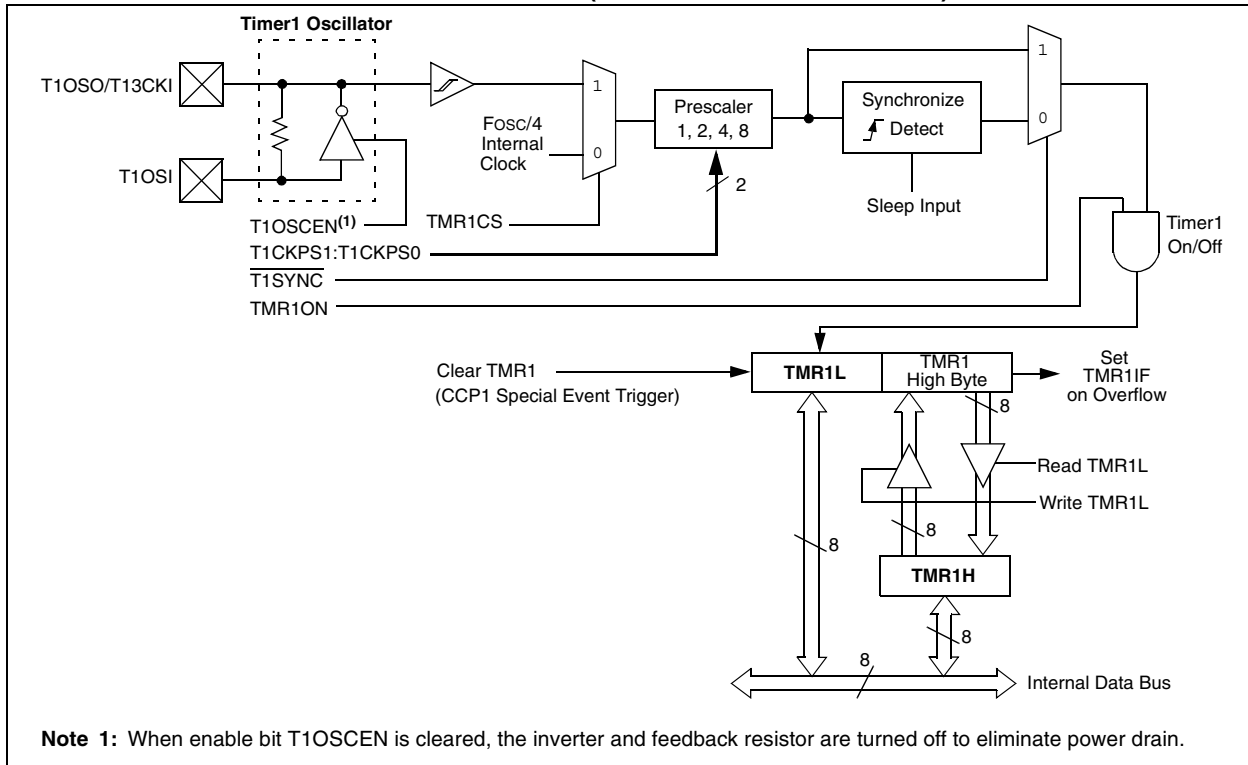 Timer1 Oscillator
T1OSO/T13CKI
T1OSI
FOSC/4
Internal
Clock
1
0
Prescaler
1, 2, 4, 8
2
Synchronize
Detect
1
0
Sleep Input
T1OSCEN(1)
TMR1CS
T1CKPS1:T1CKPS0
T1SYNC
TMR1ON
Timer1
On/Off
Clear TMR1
(CCP1 Special Event Trigger)
TMR1L
TMR1
High Byte
Set
TMR1IF
on Overflow
8
Read TMR1L
Write TMR1L
8
8
TMR1H
8
8
Internal Data Bus
Note 1: When enable bit T1OSCEN is cleared, the inverter and feedback resistor are turned off to eliminate power drain.